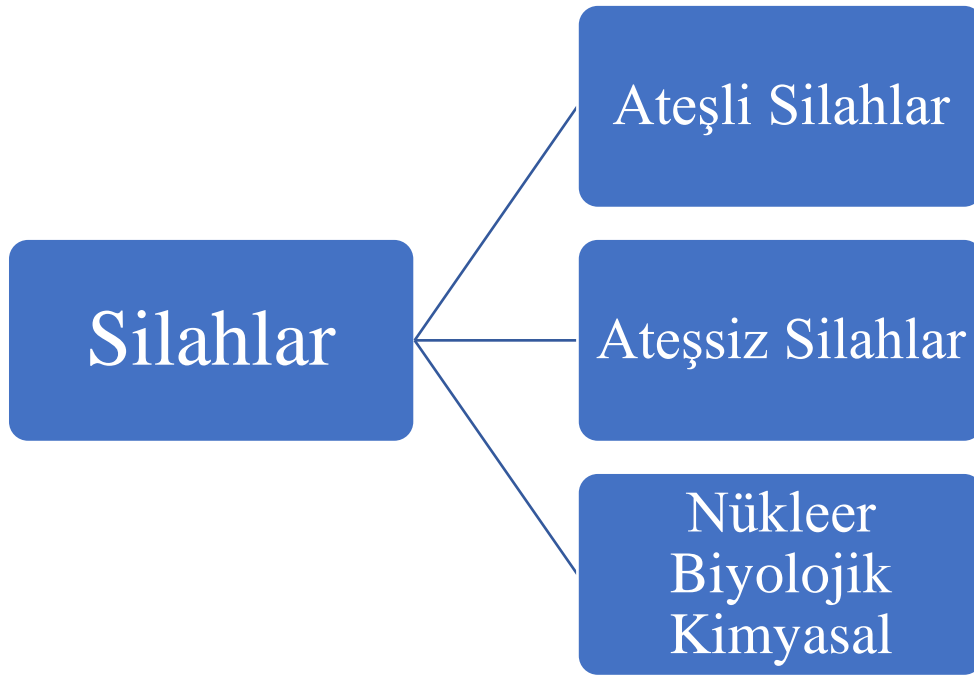 Silahlar
Ateşli Silahlar
Ateşsiz Silahlar
Nükleer
Biyolojik
Kimyasal